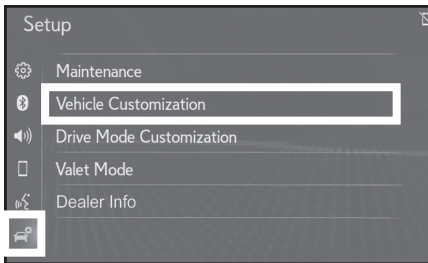 Setup
Maintenance
Vehicle Customization
Drive Mode Customization
Valet Mode
Dealer Info